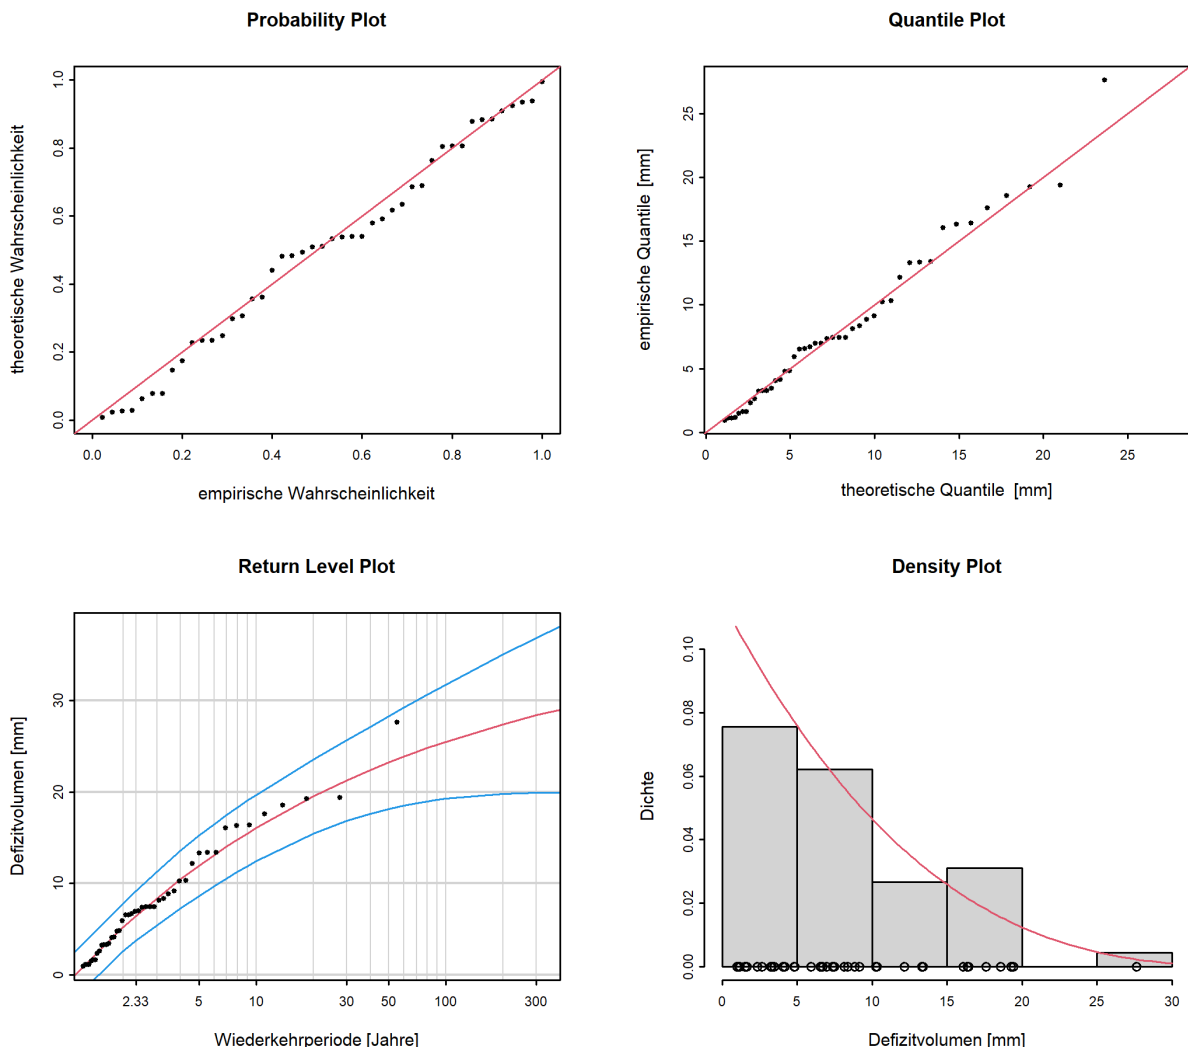 Probability Plot
theoretische Wahrscheinlichkeit
0.0 0.2 0.4 0.6 0.8 1.0
0.0 0.2 0.4 0.6 0.8 1.0
empirische Wahrscheinlichkeit
Quantile Plot
empirische Quantile [mm]
0 5 10 15 20 25
0 5 10 15 20 25
theoretische Quantile [mm]
Return Level Plot
Defizitvolumen [mm]
0 10 20 30
2.33 5 10 30 50 100 300
Wiederkehrperiode [Jahre]
Density Plot
Dichte
0.00 0.02 0.04 0.06 0.08 0.10
0 5 10 15 20 25 30
Defizitvolumen [mm]